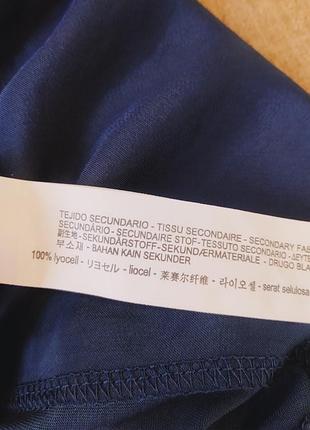 TEJIDO SECUNDARIO - TISSU SECONDAIRE - SECONDARY FAB
SECUNDÁRIO - SECUNDAIRE STOF - TESSUTO SECONDARIO - ΔΕΥΤΕ
副生地 - SEKUNDÄRSTOFF - SEKUNDÆRMATERIALE - DRUGO BLA
부 소 재 - BAHAN KAIN SEKUNDER
100% lyocell - リヨセル - liocel - 莱赛尔纤维 - 라이오셀 - serat selulosa